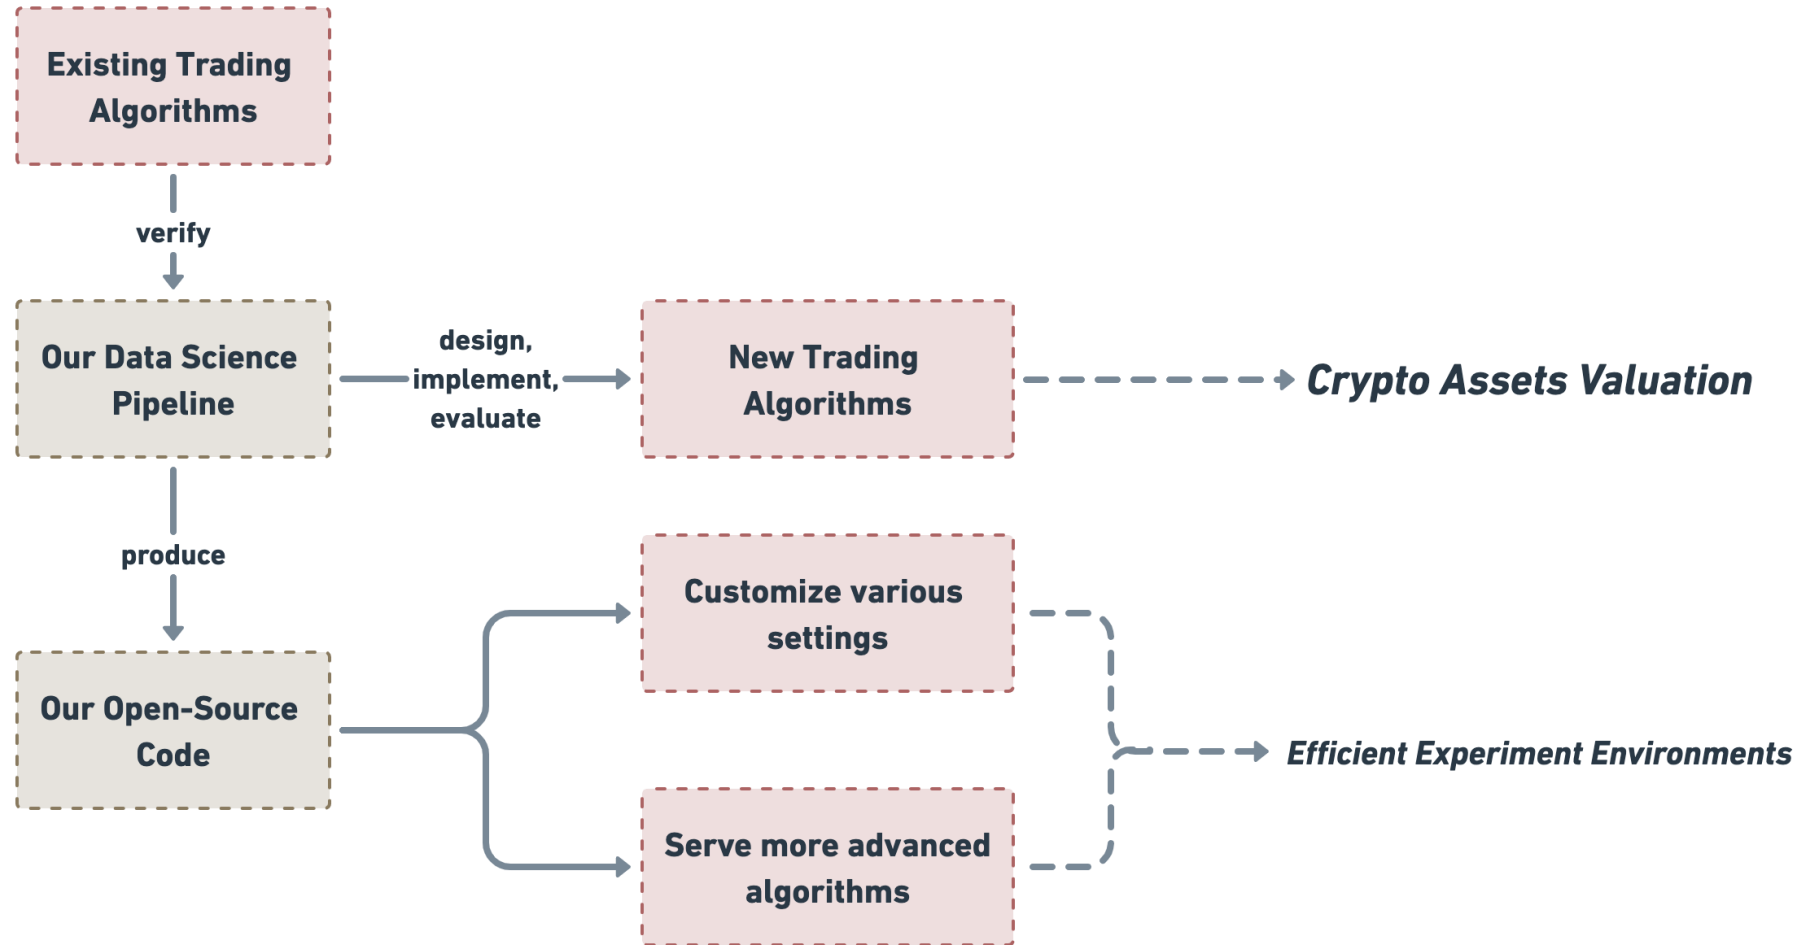 Existing Trading
Algorithms
verify
Our Data Science
Pipeline
design,
implement,
evaluate
New Trading
Algorithms
Crypto Assets Valuation
produce
Our Open-Source
Code
Customize various
settings
Serve more advanced
algorithms
Efficient Experiment Environments